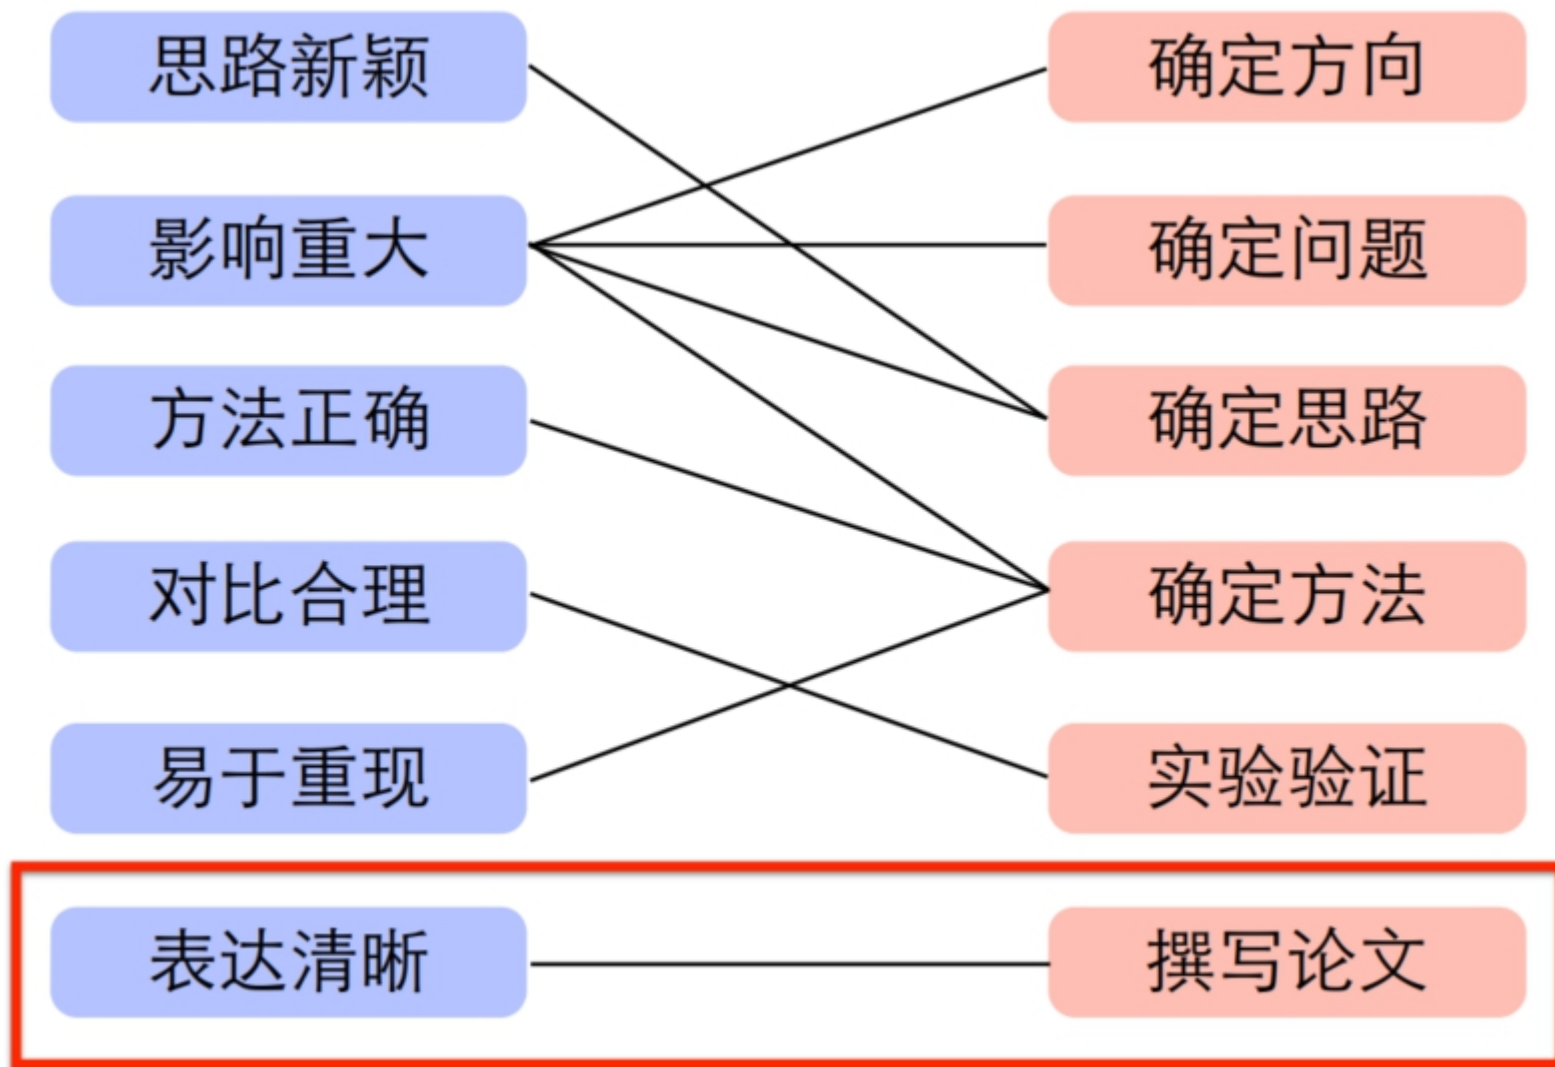 思路新颖
确定方向
影响重大
确定问题
方法正确
确定思路
对比合理
确定方法
易于重现
实验验证
表达清晰
撰写论文